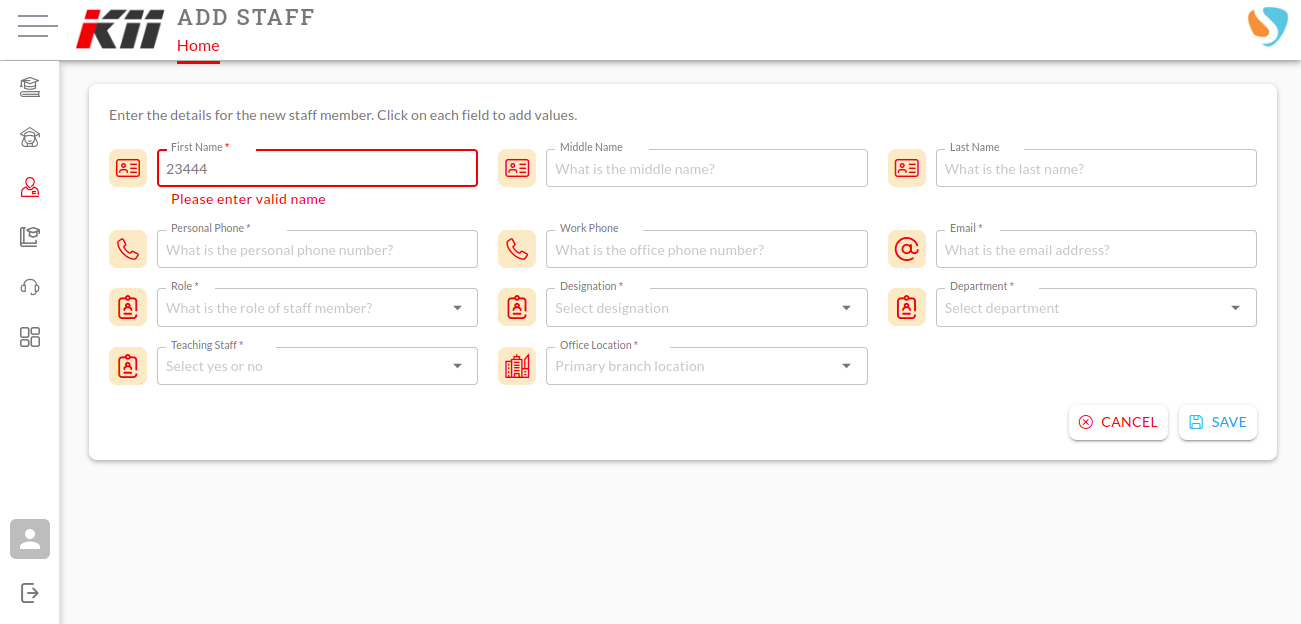 KII
ADD STAFF
Home
Enter the details for the new staff member. Click on each field to add values.
First Name *
23444
Please enter valid name
Middle Name
What is the middle name?
Last Name
What is the last name?
Personal Phone *
What is the personal phone number?
Work Phone
What is the office phone number?
Email *
What is the email address?
Role *
What is the role of staff member?
Designation *
Select designation
Department *
Select department
Teaching Staff *
Select yes or no
Office Location *
Primary branch location
CANCEL
SAVE